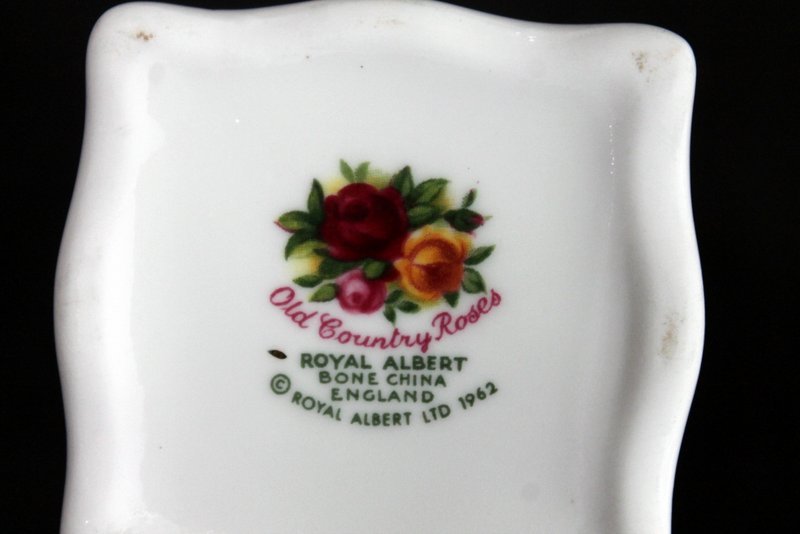 Old Country Roses
ROYAL ALBERT
BONE CHINA
ENGLAND
© ROYAL ALBERT LTD 1962